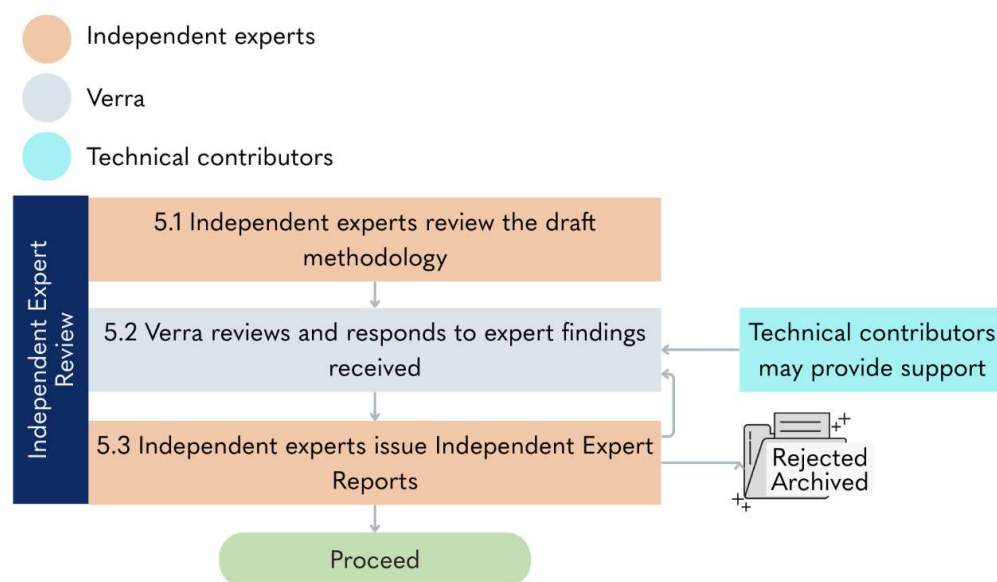 Independent experts
Verra
Technical contributors
Independent Expert
Review
5.1 Independent experts review the draft
methodology
5.2 Verra reviews and responds to expert findings
received
Technical contributors
may provide support
5.3 Independent experts issue Independent Expert
Reports
Rejected
Archived
Proceed